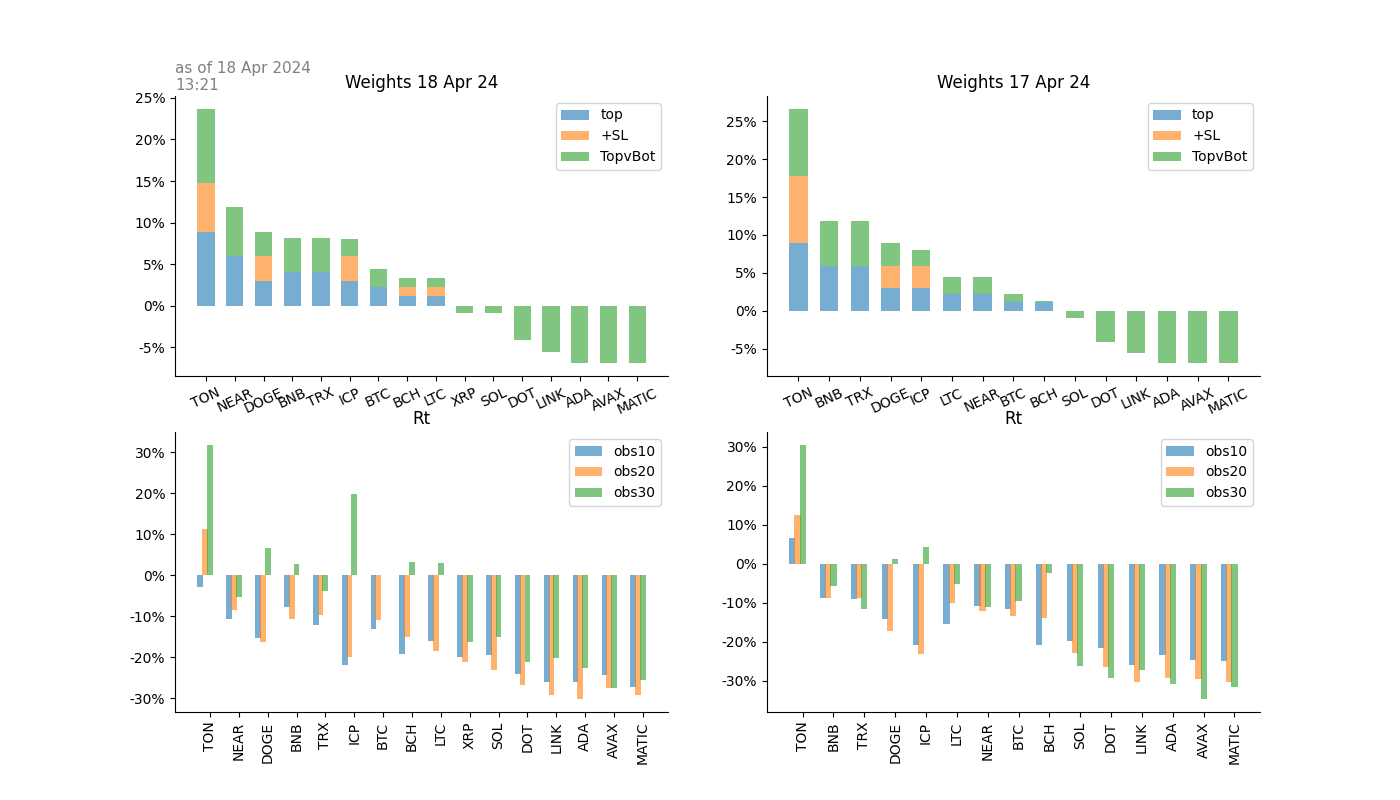 as of 18 Apr 2024
13:21
Weights 18 Apr 24
25%
20%
15%
10%
5%
0%
-5%
top
+SL
TopvBot
TON NEAR DOGE BNB TRX ICP BTC BCH LTC XRP SOL DOT LINK ADA AVAX MATIC
Weights 17 Apr 24
25%
20%
15%
10%
5%
0%
-5%
top
+SL
TopvBot
TON BNB TRX DOGE ICP LTC NEAR BTC BCH SOL DOT LINK ADA AVAX MATIC
Rt
30%
20%
10%
0%
-10%
-20%
-30%
obs10
obs20
obs30
TON NEAR DOGE BNB TRX ICP BTC BCH LTC XRP SOL DOT LINK ADA AVAX MATIC
Rt
30%
20%
10%
0%
-10%
-20%
-30%
obs10
obs20
obs30
TON BNB TRX DOGE ICP LTC NEAR BTC BCH SOL DOT LINK ADA AVAX MATIC